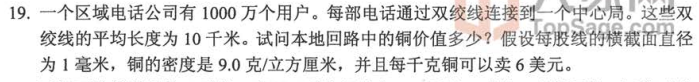 19. 一个区域电话公司有 1000 万个用户。每部电话通过双绞线连接到一个中心局。这些双
绞线的平均长度为 10 千米。试问本地回路中的铜价值多少？假设每股线的横截面直径
为 1 毫米，铜的密度是 9.0 克/立方厘米，并且每千克铜可以卖 6 美元。
TopSage.com